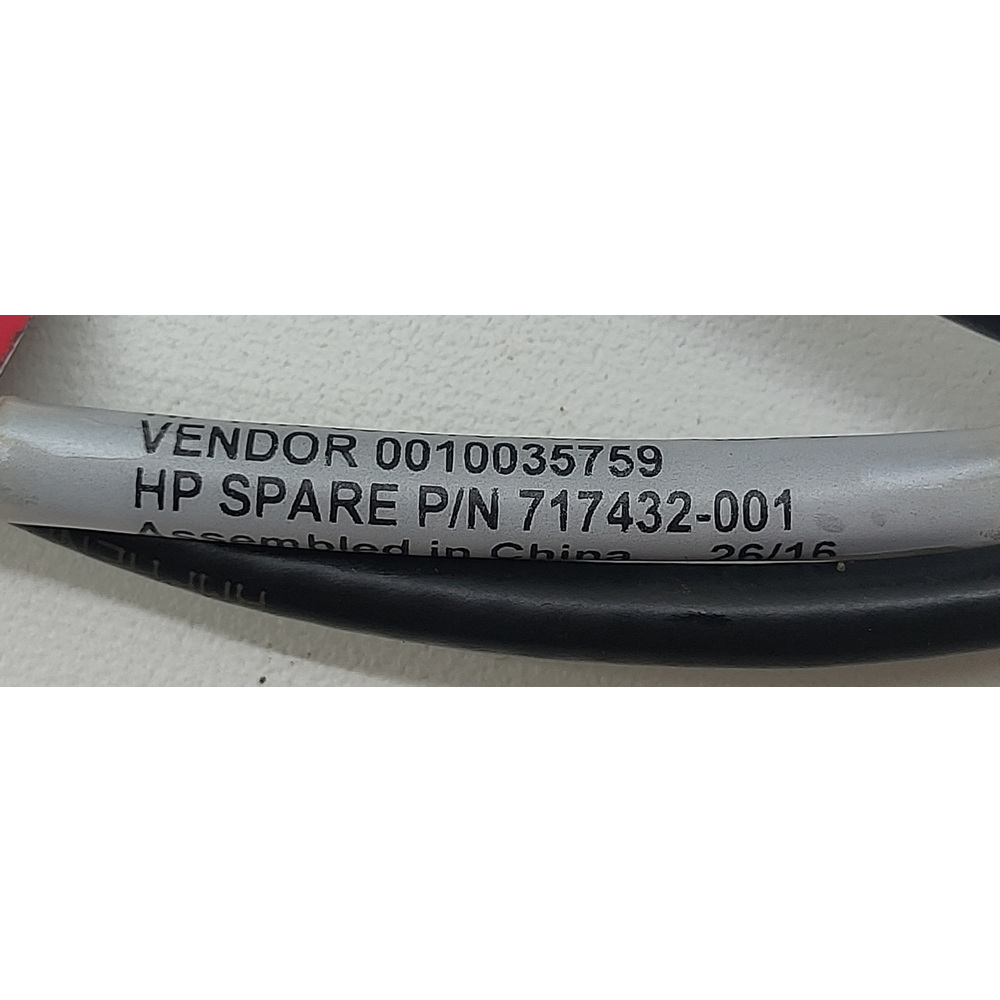 VENDOR 0010035759
HP SPARE P/N 717432-001
Assembled in China 26/16